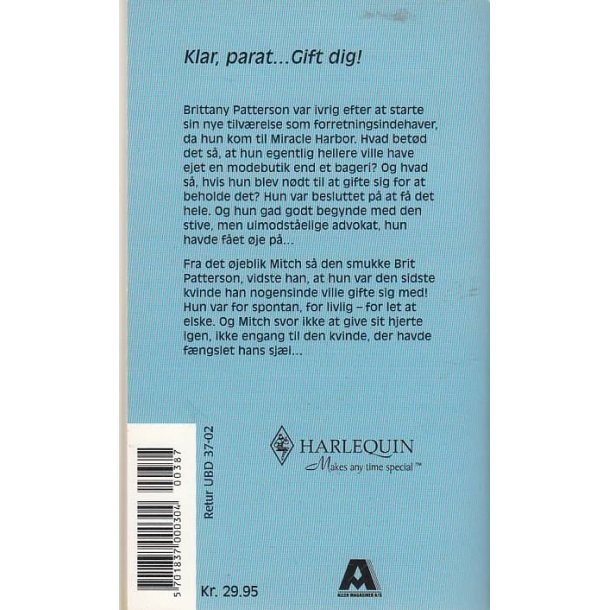 Klar, parat...Gift dig!
Brittany Patterson var ivrig efter at starte
sin nye tilværelse som forretningsindehaver,
da hun kom til Miracle Harbor. Hvad betød
det så, at hun egentlig hellere ville have
ejet en modebutik end et bageri? Og hvad
så, hvis hun blev nødt til at gifte sig for at
beholde det? Hun var besluttet på at få det
hele. Og hun gad godt begynde med den
stive, men uimodståelige advokat, hun
havde fået øje på...
Fra det øjeblik Mitch så den smukke Brit
Patterson, vidste han, at hun var den sidste
kvinde han nogensinde ville gifte sig med!
Hun var for spontan, for livlig – for let at
elske. Og Mitch svor ikke at give sit hjerte
igen, ikke engang til den kvinde, der havde
fængslet hans sjæl...
HARLEQUIN
Makes any time special™
Retur UBD 37-02
00387
5 701837 000304
Kr. 29.95
A
ALLER MAGASINER A/S